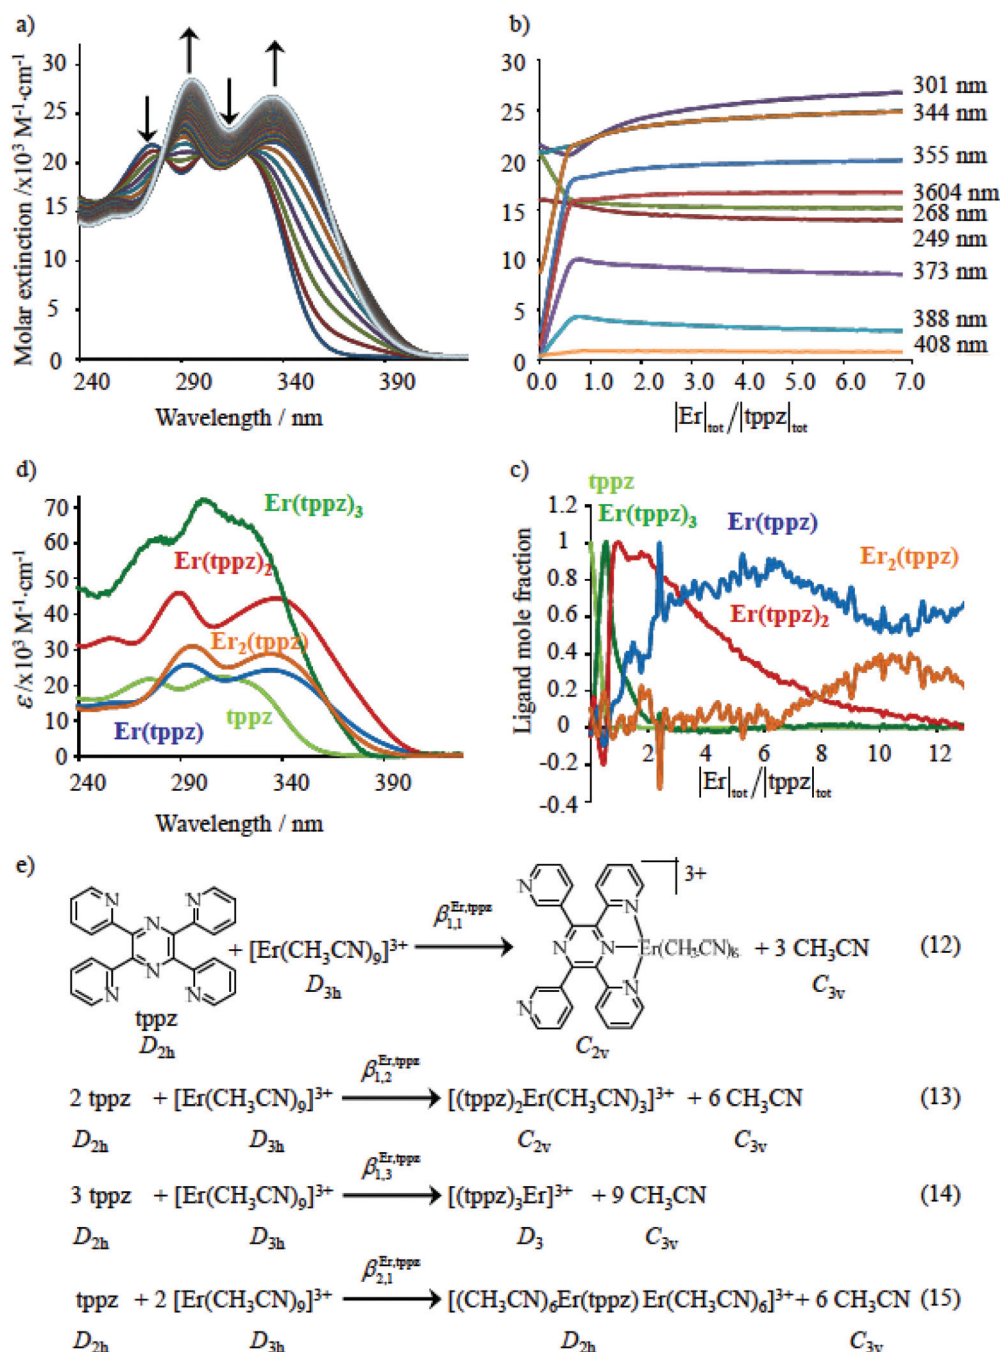 a)
30
25
20
15
10
5
0
Molar extinction /x10³ M⁻¹·cm⁻¹
240 290 340 390
Wavelength / nm
b)
30
25
20
15
10
5
0
301 nm
344 nm
355 nm
3604 nm
268 nm
249 nm
373 nm
388 nm
408 nm
0.0 1.0 2.0 3.0 4.0 5.0 6.0 7.0
|Er|tot/|tppz|tot
d)
70
60
50
40
30
20
10
0
ε /x10³ M⁻¹·cm⁻¹
Er(tppz)₃
Er(tppz)₂
Er₂(tppz)
Er(tppz)
tppz
240 290 340 390
Wavelength / nm
c)
1.2
1
0.8
0.6
0.4
0.2
0
-0.2
-0.4
Ligand mole fraction
tppz
Er(tppz)₃
Er(tppz)
Er₂(tppz)
Er(tppz)₂
2 4 6 8 10 12
|Er|tot/|tppz|tot
e)
N N N N N N
tppz
D₂h
+ [Er(CH₃CN)₉]³⁺
D₃h
β₁,₁^Er,tppz
N N N N N N Er(CH₃CN)₆ 3+
C₂v
+ 3 CH₃CN (12)
C₃v
β₁,₂^Er,tppz
2 tppz + [Er(CH₃CN)₉]³⁺ [(tppz)₂Er(CH₃CN)₃]³⁺ + 6 CH₃CN (13)
D₂h D₃h C₂v C₃v
β₁,₃^Er,tppz
3 tppz + [Er(CH₃CN)₉]³⁺ [(tppz)₃Er]³⁺ + 9 CH₃CN (14)
D₂h D₃h D₃ C₃v
β₂,₁^Er,tppz
tppz + 2 [Er(CH₃CN)₉]³⁺ [(CH₃CN)₆Er(tppz) Er(CH₃CN)₆]³⁺ + 6 CH₃CN (15)
D₂h D₃h D₂h C₃v